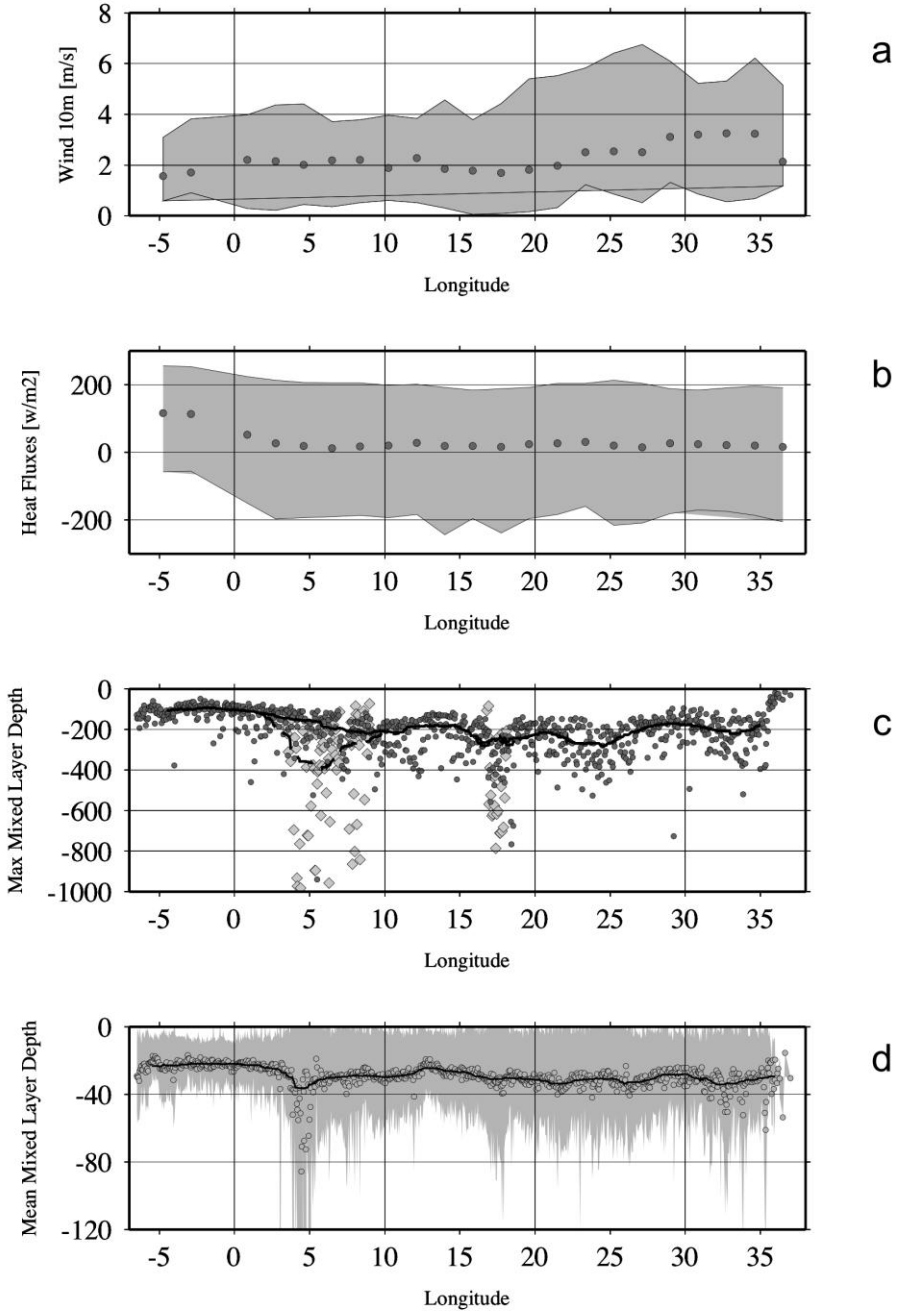 8
6
4
2
0
Wind 10m [m/s]
a
-5 0 5 10 15 20 25 30 35
Longitude
200
0
-200
Heat Fluxes [w/m2]
b
-5 0 5 10 15 20 25 30 35
Longitude
0
-200
-400
-600
-800
-1000
Max Mixed Layer Depth
c
-5 0 5 10 15 20 25 30 35
Longitude
0
-40
-80
-120
Mean Mixed Layer Depth
d
-5 0 5 10 15 20 25 30 35
Longitude